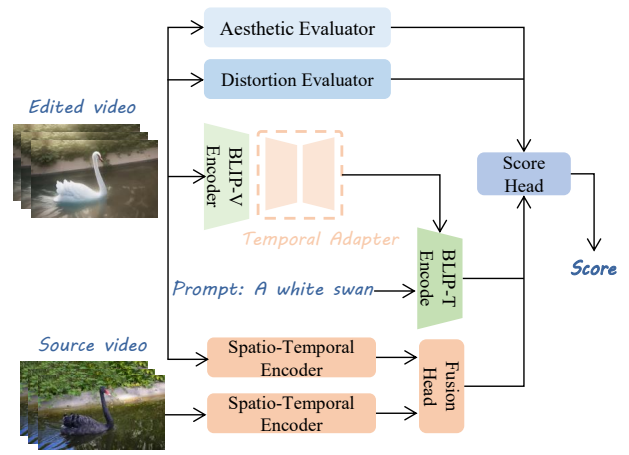 Aesthetic Evaluator
Distortion Evaluator
Edited video
BLIP-V
Encoder
Temporal Adapter
Score
Head
BLIP-T
Encode
Prompt: A white swan
Score
Source video
Spatio-Temporal
Encoder
Fusion
Head
Spatio-Temporal
Encoder